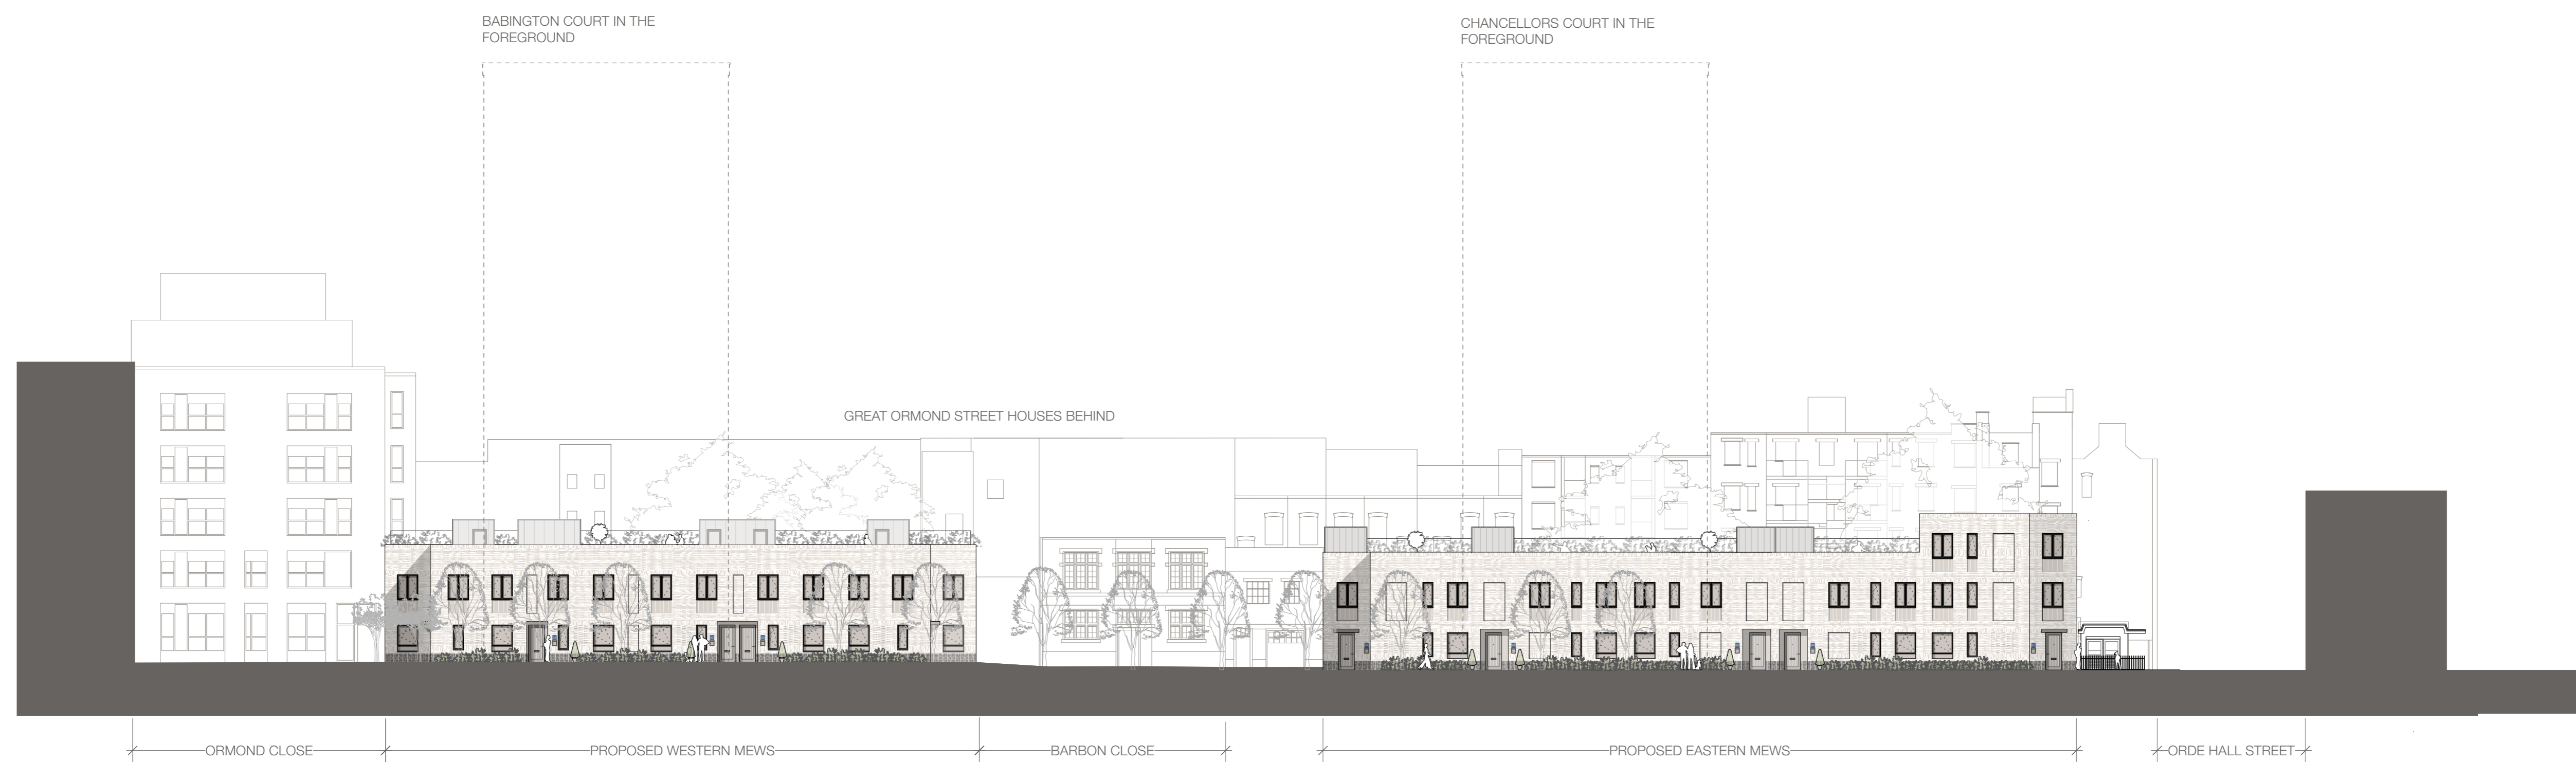 BABINGTON COURT IN THE
FOREGROUND
CHANCELLORS COURT IN THE
FOREGROUND
GREAT ORMOND STREET HOUSES BEHIND
ORMOND CLOSE
PROPOSED WESTERN MEWS
BARBON CLOSE
PROPOSED EASTERN MEWS
ORDE HALL STREET